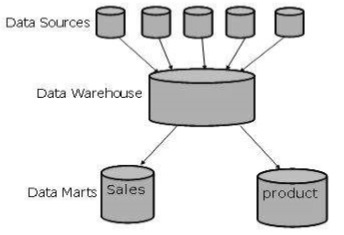 Data Sources
Data Warehouse
Data Marts
Sales
product